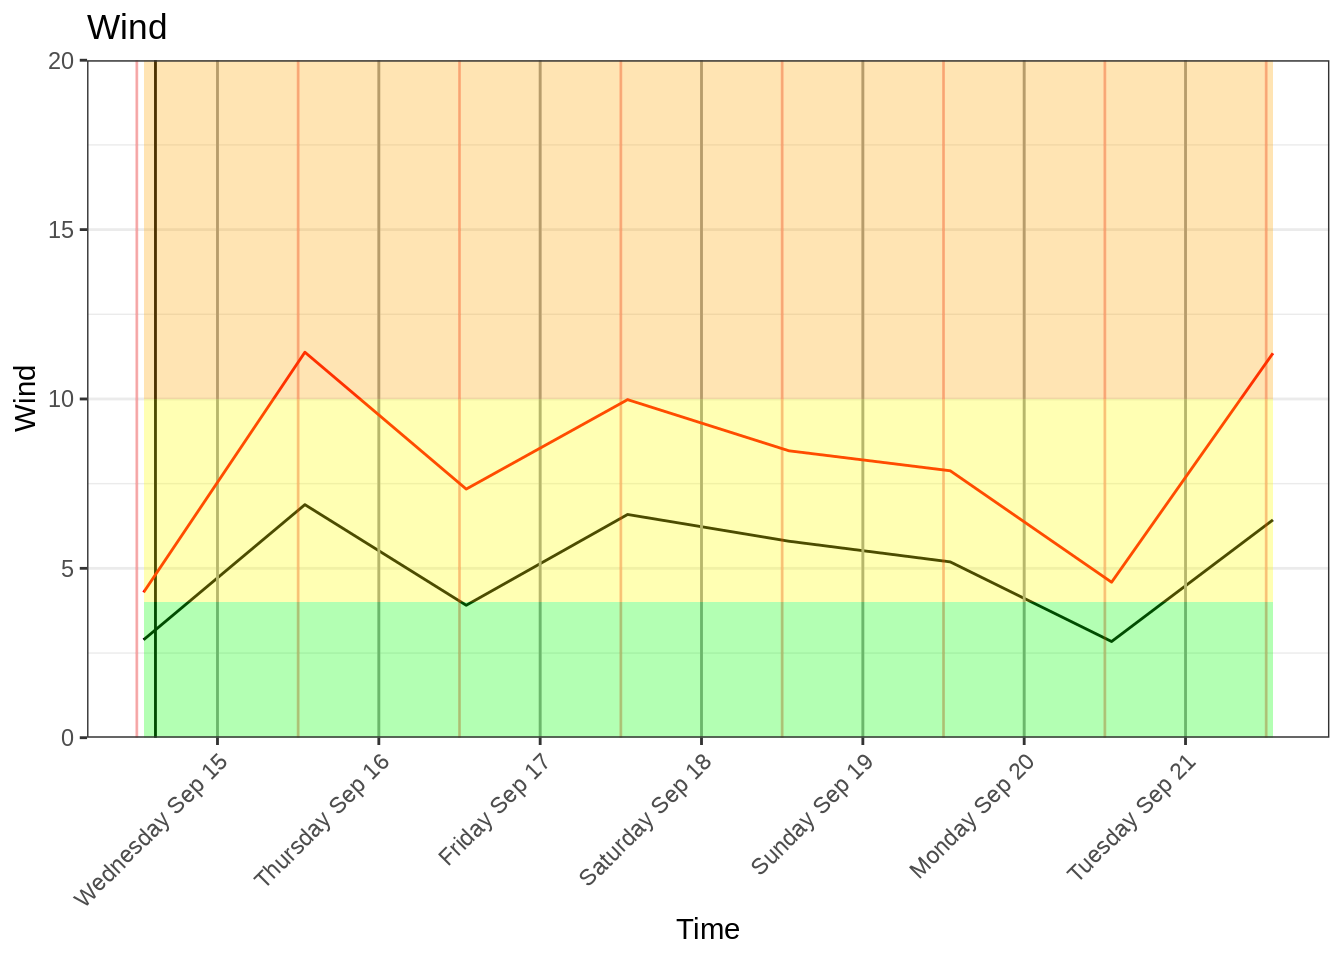 Wind
20
15
10
5
0
Wind
Wednesday Sep 15
Thursday Sep 16
Friday Sep 17
Saturday Sep 18
Sunday Sep 19
Monday Sep 20
Tuesday Sep 21
Time